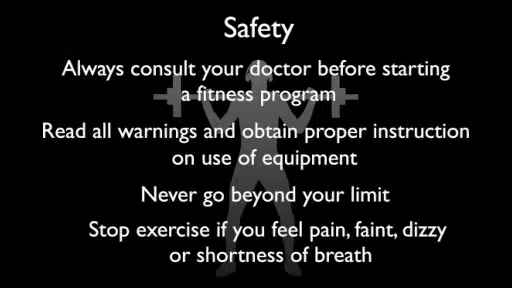 Safety
Always consult your doctor before starting
a fitness program
Read all warnings and obtain proper instruction
on use of equipment
Never go beyond your limit
Stop exercise if you feel pain, faint, dizzy
or shortness of breath